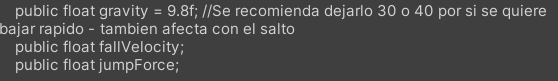 public float gravity = 9.8f; //Se recomienda dejarlo 30 o 40 por si se quiere
bajar rapido - tambien afecta con el salto
public float fallVelocity;
public float jumpForce;